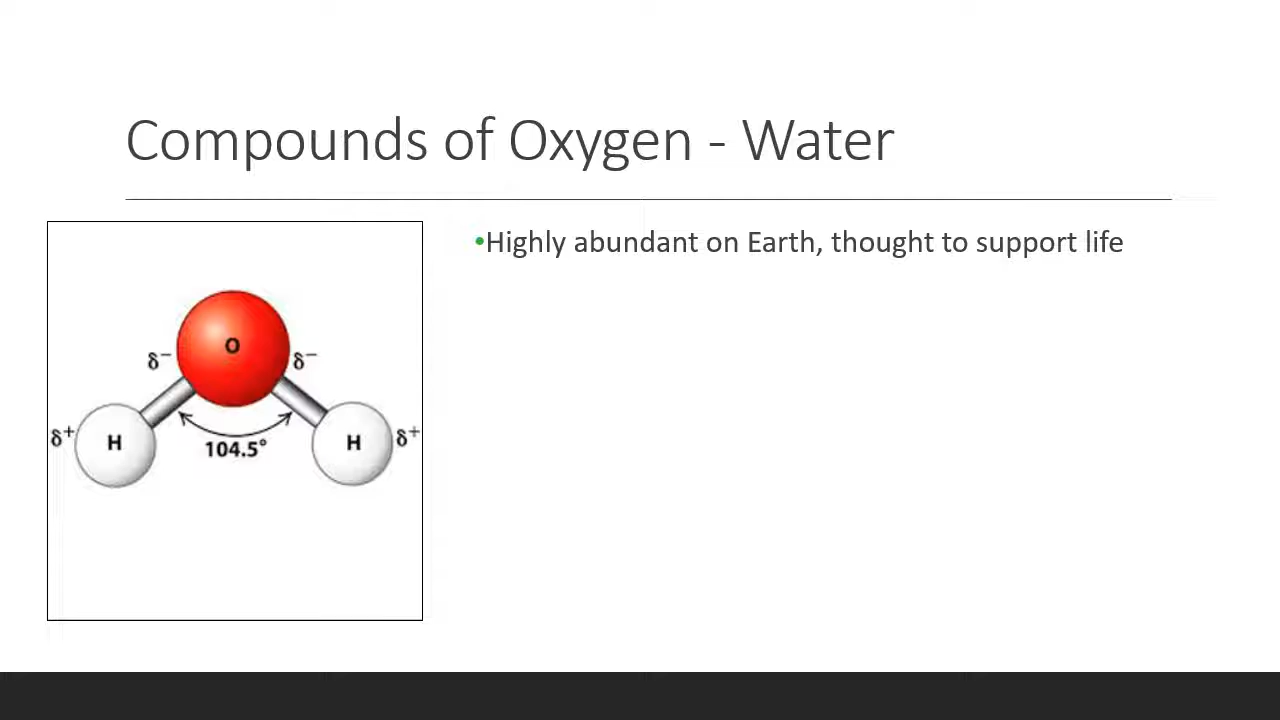 Compounds of Oxygen - Water
•Highly abundant on Earth, thought to support life
O
δ− δ−
δ+ H H δ+
104.5°